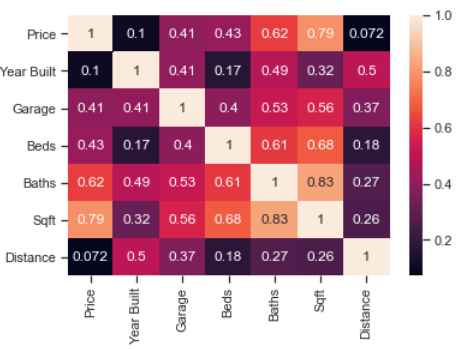 Price 1 0.1 0.41 0.43 0.62 0.79 0.072
Year Built 0.1 1 0.41 0.17 0.49 0.32 0.5
Garage 0.41 0.41 1 0.4 0.53 0.56 0.37
Beds 0.43 0.17 0.4 1 0.61 0.68 0.18
Baths 0.62 0.49 0.53 0.61 1 0.83 0.27
Sqft 0.79 0.32 0.56 0.68 0.83 1 0.26
Distance 0.072 0.5 0.37 0.18 0.27 0.26 1
Price Year Built Garage Beds Baths Sqft Distance
1.0
0.8
0.6
0.4
0.2